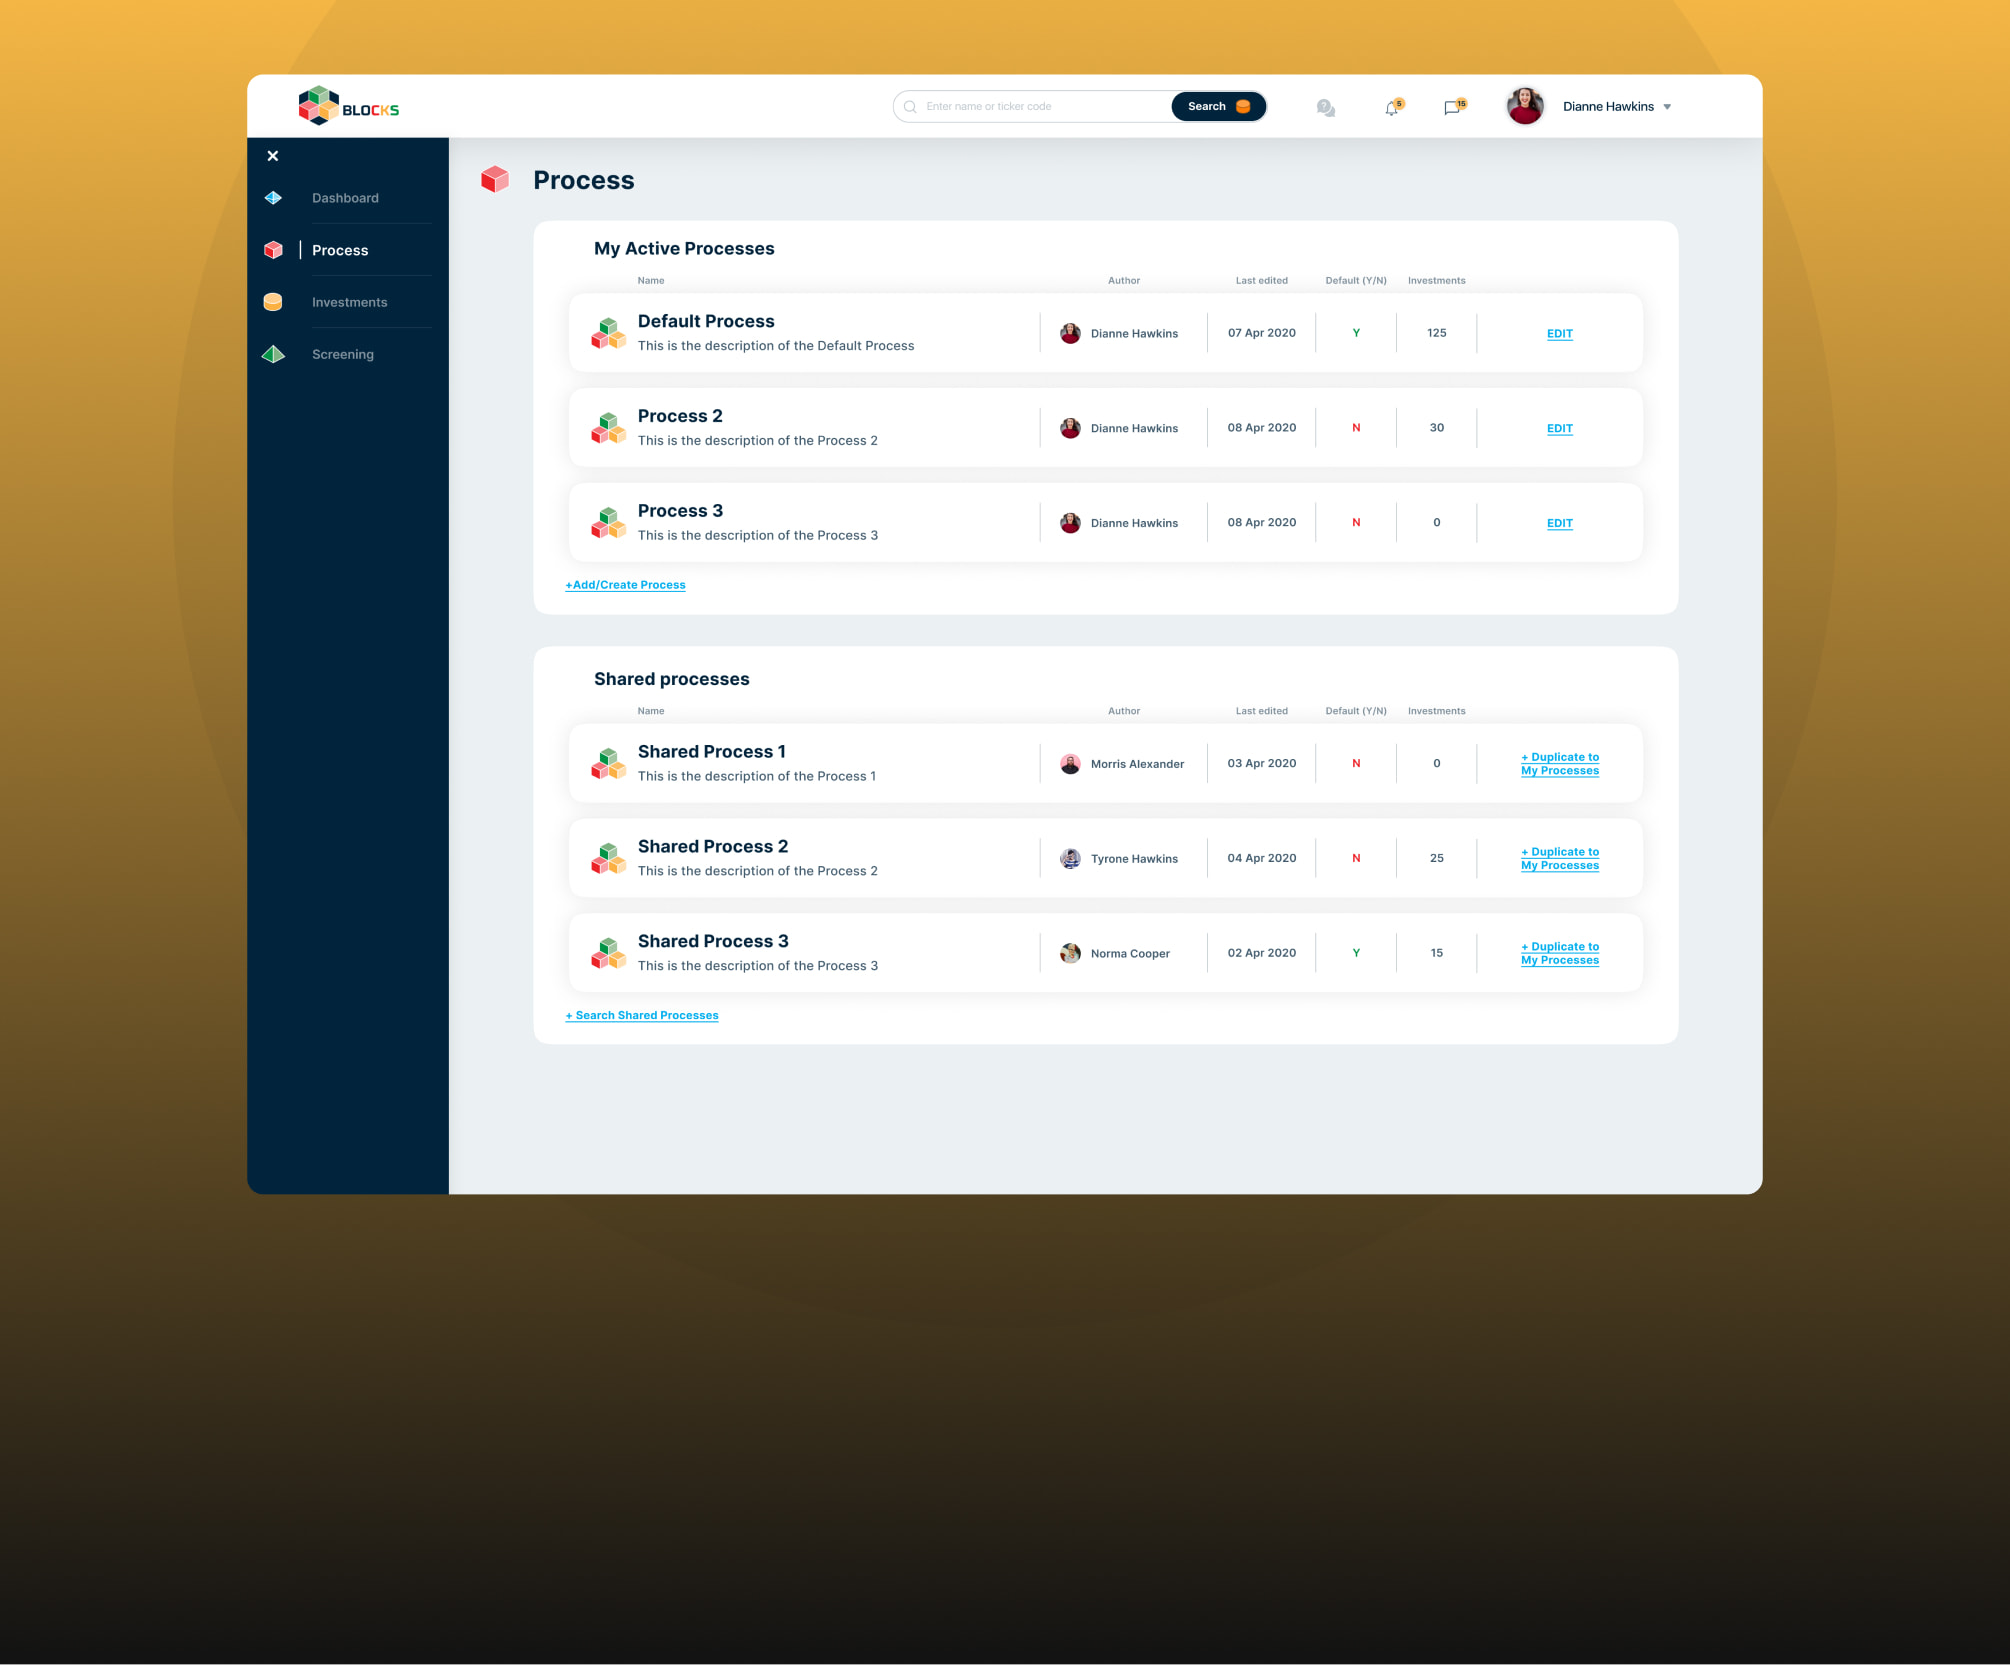 BLOCKS
Enter name or ticker code
Search
?
5
15
Dianne Hawkins
Dashboard
Process
Investments
Screening
Process
My Active Processes
Name Author Last edited Default (Y/N) Investments
Default Process
This is the description of the Default Process
Dianne Hawkins 07 Apr 2020 Y 125 EDIT
Process 2
This is the description of the Process 2
Dianne Hawkins 08 Apr 2020 N 30 EDIT
Process 3
This is the description of the Process 3
Dianne Hawkins 08 Apr 2020 N 0 EDIT
+Add/Create Process
Shared processes
Name Author Last edited Default (Y/N) Investments
Shared Process 1
This is the description of the Process 1
Morris Alexander 03 Apr 2020 N 0
+ Duplicate to
My Processes
Shared Process 2
This is the description of the Process 2
Tyrone Hawkins 04 Apr 2020 N 25
+ Duplicate to
My Processes
Shared Process 3
This is the description of the Process 3
Norma Cooper 02 Apr 2020 Y 15
+ Duplicate to
My Processes
+ Search Shared Processes